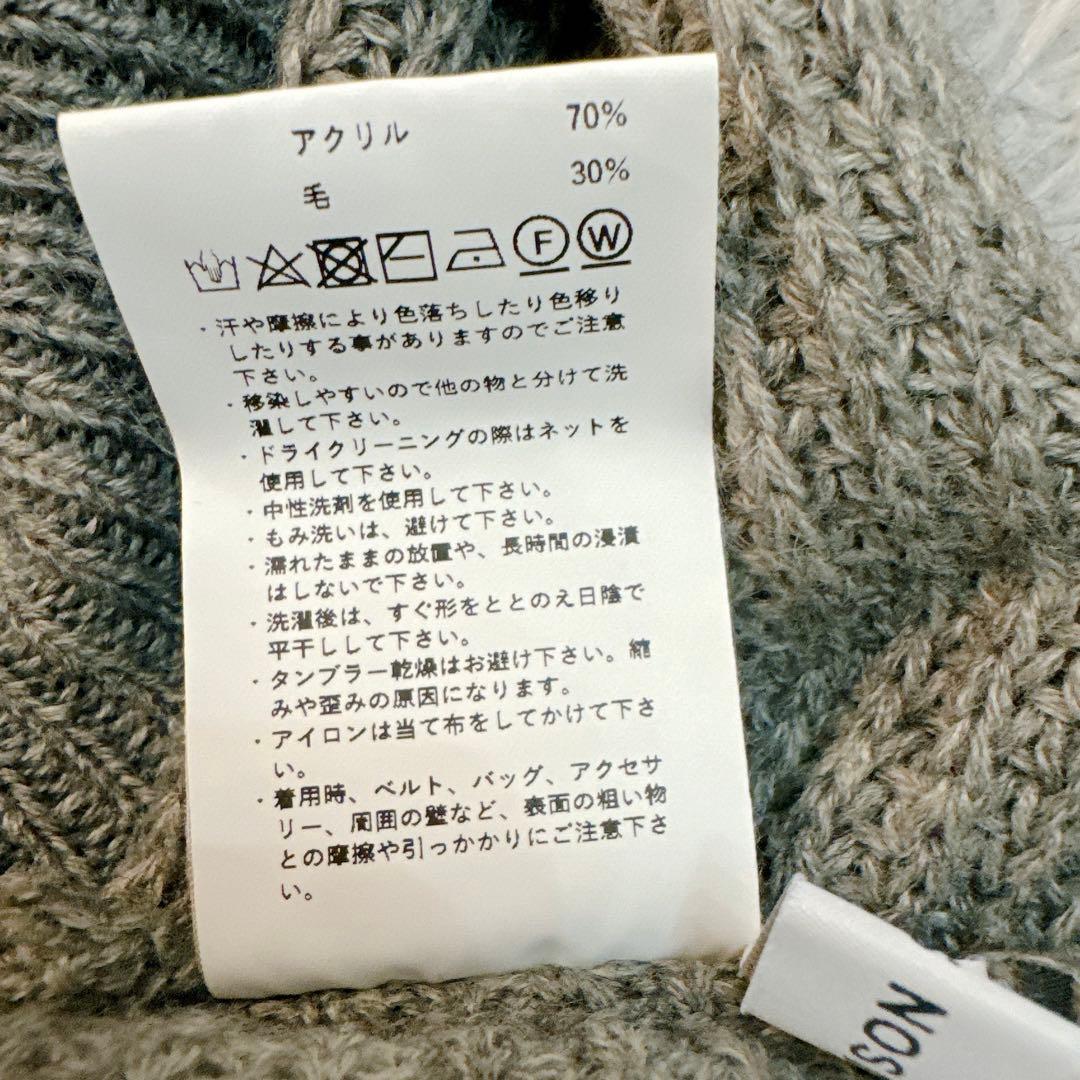 アクリル 70%
毛 30%
F W
・汗や摩擦により色落ちしたり色移り
したりする事がありますのでご注意
下さい。
・移染しやすいので他の物と分けて洗
濯して下さい。
・ドライクリーニングの際はネットを
使用して下さい。
・中性洗剤を使用して下さい。
・もみ洗いは、避けて下さい。
・濡れたままの放置や、長時間の浸漬
はしないで下さい。
・洗濯後は、すぐ形をととのえ日陰で
平干しして下さい。
・タンブラー乾燥はお避け下さい。縮
みや歪みの原因になります。
・アイロンは当て布をしてかけて下さ
い。
・着用時、ベルト、バッグ、アクセサ
リー、周囲の壁など、表面の粗い物
との摩擦や引っかかりにご注意下さ
い。
SON